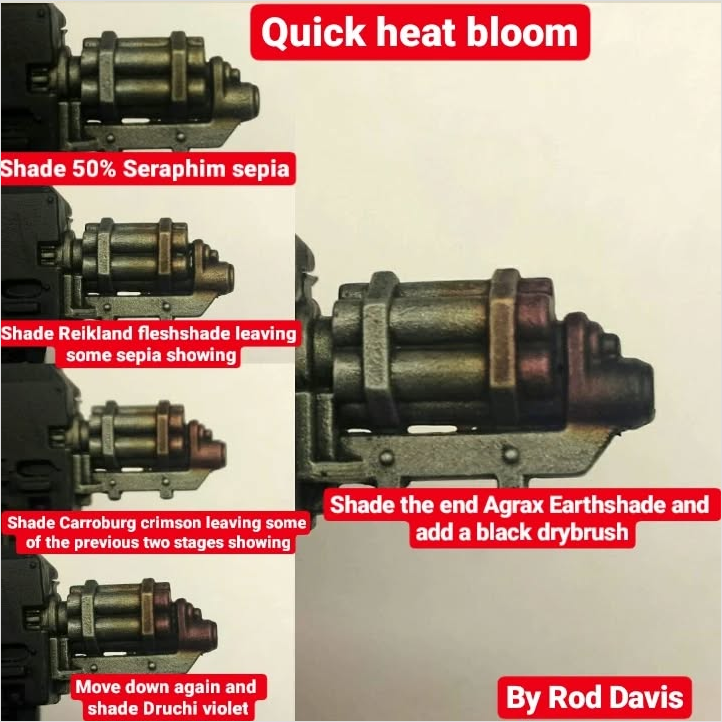 Quick heat bloom
Shade 50% Seraphim sepia
Shade Reikland fleshshade leaving
some sepia showing
Shade Carroburg crimson leaving some
of the previous two stages showing
Move down again and
shade Druchi violet
Shade the end Agrax Earthshade and
add a black drybrush
By Rod Davis